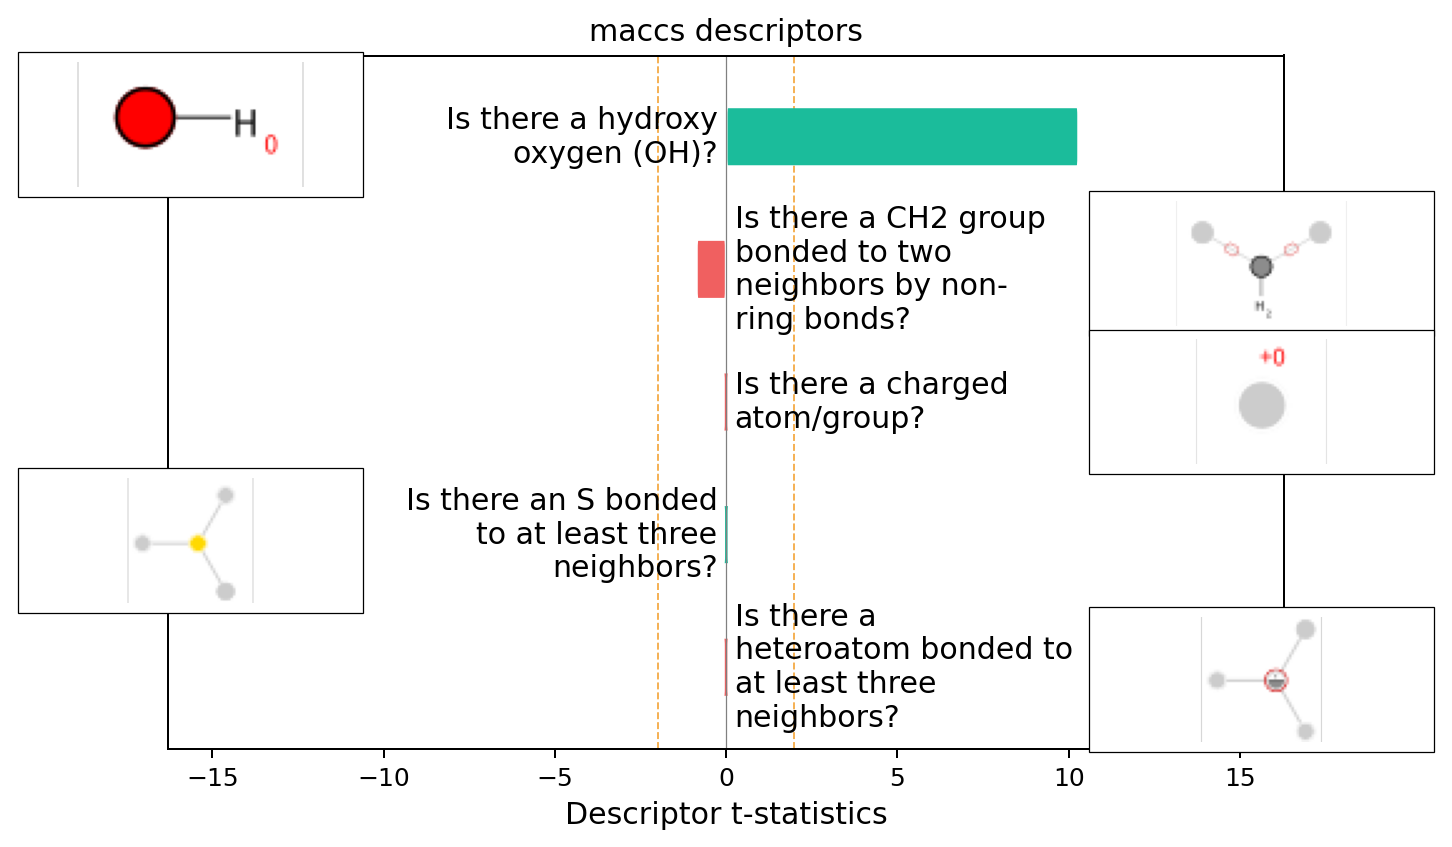 maccs descriptors
H
0
Is there a hydroxy
oxygen (OH)?
Is there a CH2 group
bonded to two
neighbors by non-
ring bonds?
H
2
Is there a charged
atom/group?
+0
Is there an S bonded
to at least three
neighbors?
Is there a
heteroatom bonded to
at least three
neighbors?
−15 −10 −5 0 5 10 15
Descriptor t-statistics